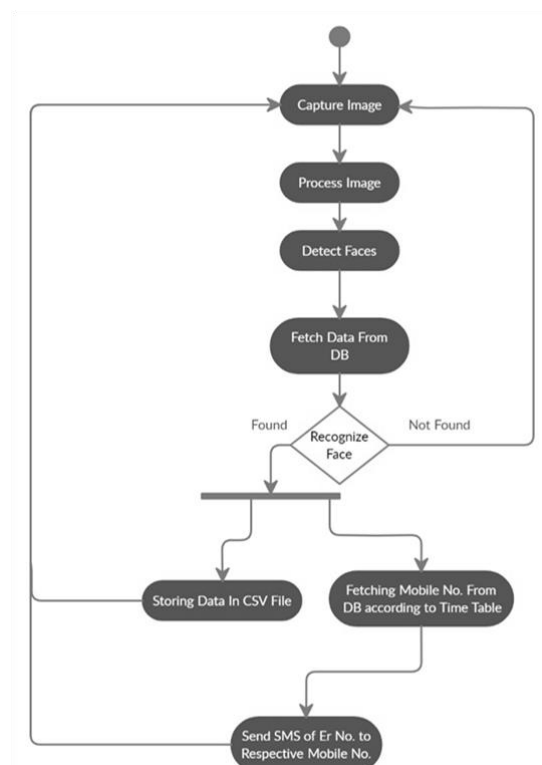 Capture Image
Process Image
Detect Faces
Fetch Data From
DB
Found
Recognize
Face
Not Found
Storing Data In CSV File
Fetching Mobile No. From
DB according to Time Table
Send SMS of Er No. to
Respective Mobile No.